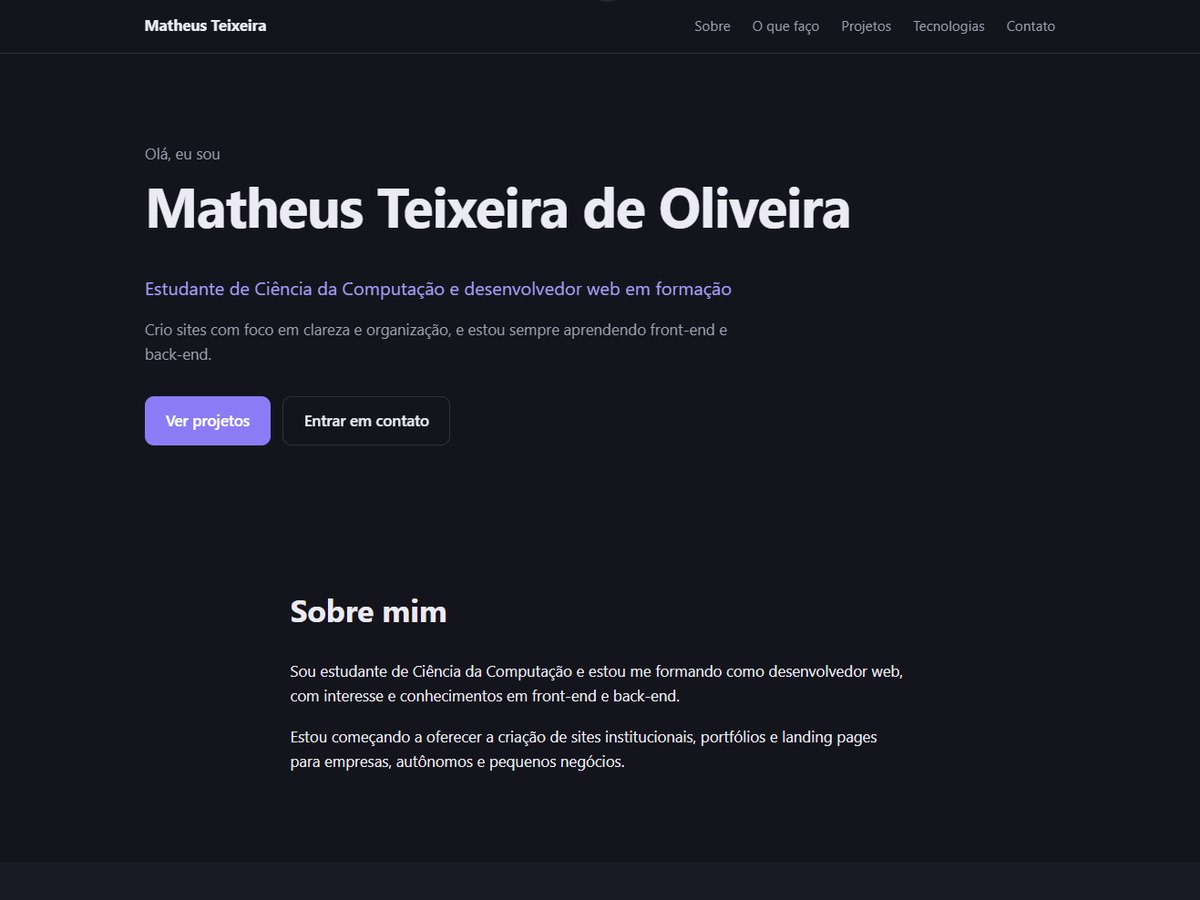 Matheus Teixeira
Sobre
O que faço
Projetos
Tecnologias
Contato
Olá, eu sou
Matheus Teixeira de Oliveira
Estudante de Ciência da Computação e desenvolvedor web em formação
Crio sites com foco em clareza e organização, e estou sempre aprendendo front-end e
back-end.
Ver projetos
Entrar em contato
Sobre mim
Sou estudante de Ciência da Computação e estou me formando como desenvolvedor web,
com interesse e conhecimentos em front-end e back-end.
Estou começando a oferecer a criação de sites institucionais, portfólios e landing pages
para empresas, autônomos e pequenos negócios.